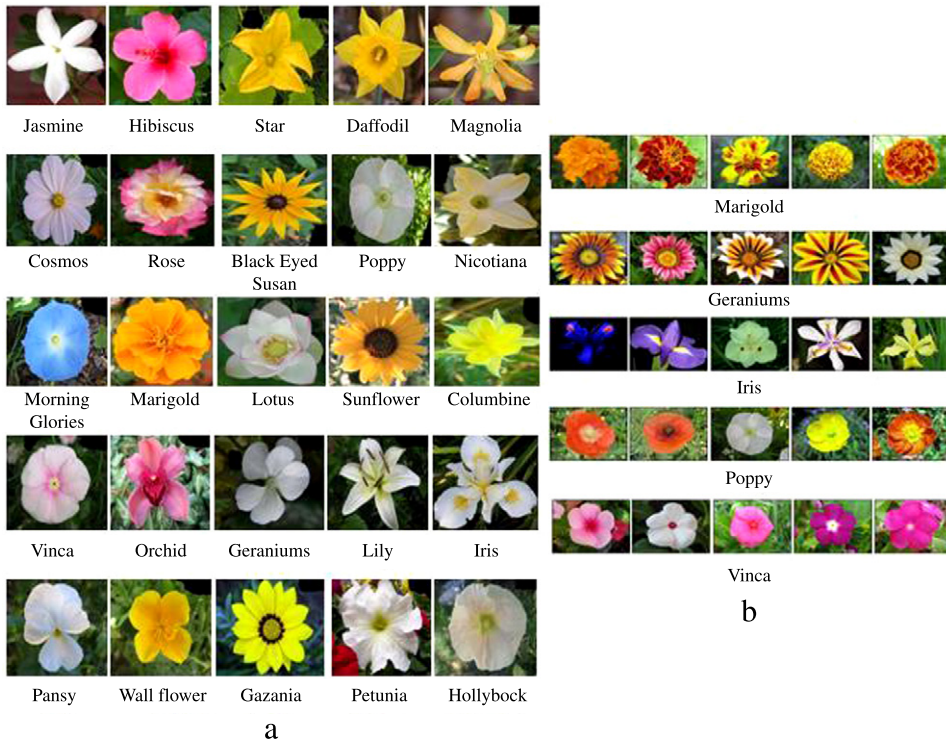 Jasmine Hibiscus Star Daffodil Magnolia
Cosmos Rose Black Eyed Susan Poppy Nicotiana
Morning Glories Marigold Lotus Sunflower Columbine
Vinca Orchid Geraniums Lily Iris
Pansy Wall flower Gazania Petunia Hollybock
a
Marigold
Geraniums
Iris
Poppy
Vinca
b